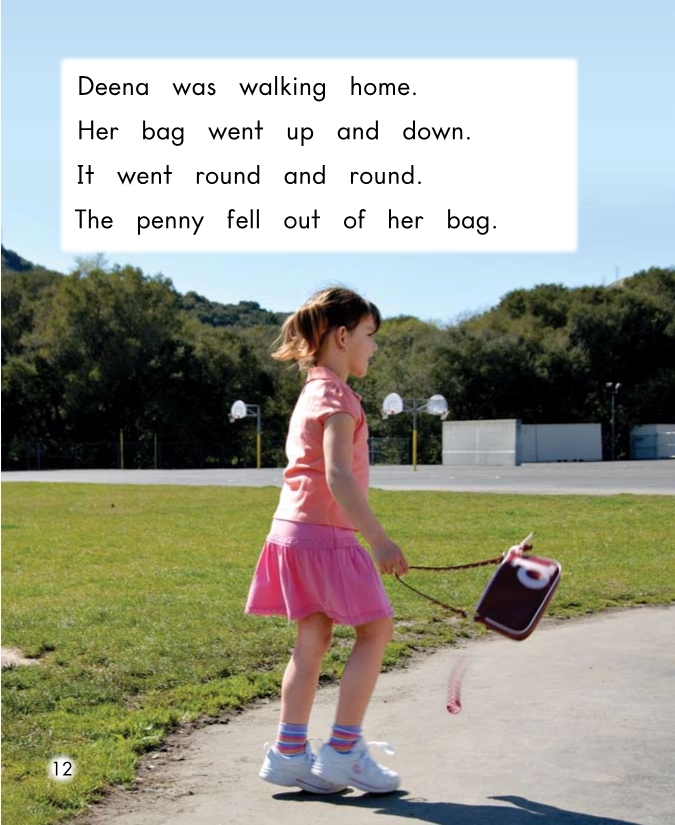 Deena was walking home.
Her bag went up and down.
It went round and round.
The penny fell out of her bag.
12